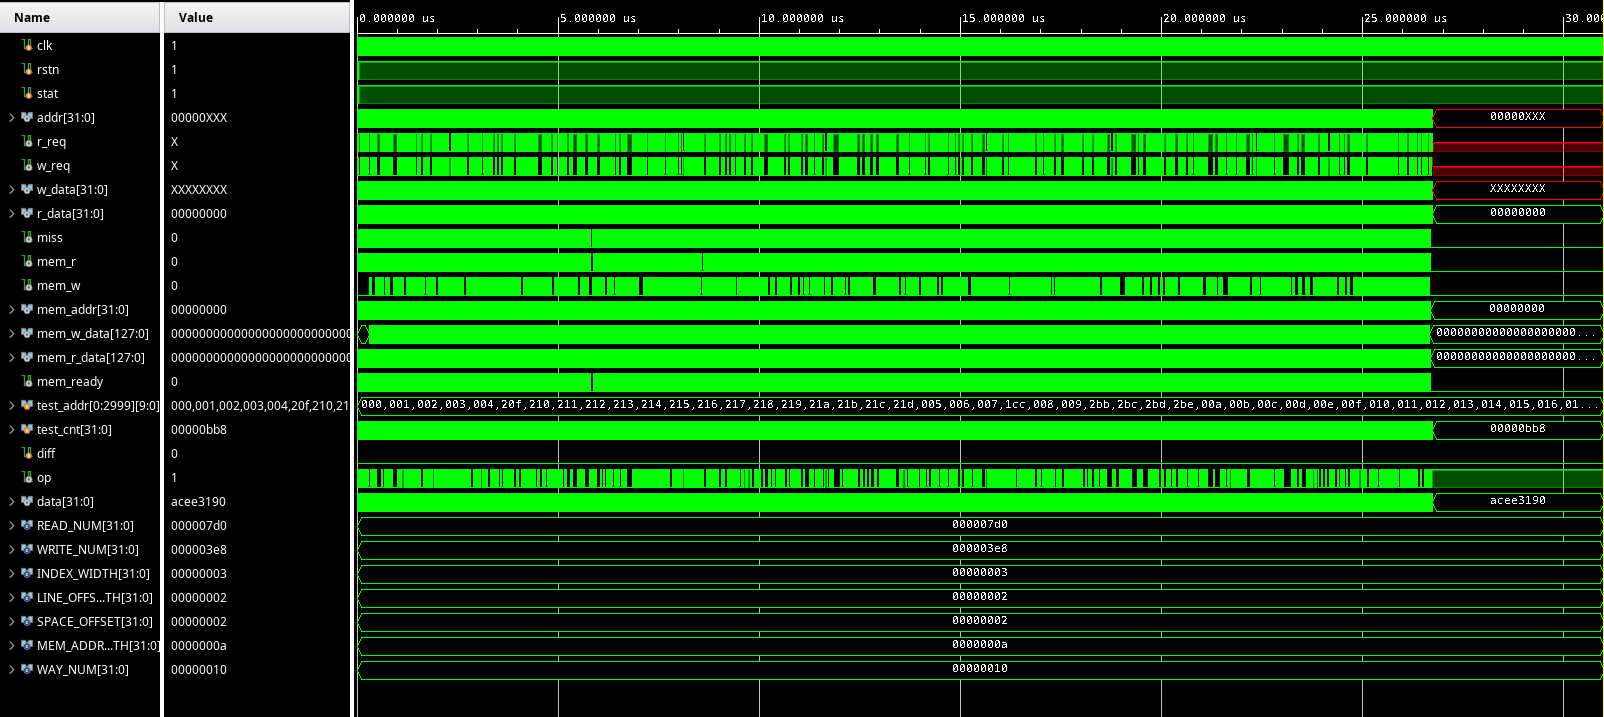 Name Value 0.000000 us 5.000000 us 10.000000 us 15.000000 us 20.000000 us 25.000000 us 30.000
clk 1
rstn 1
stat 1
addr[31:0] 00000XXX 00000XXX
r_req X
w_req X
w_data[31:0] XXXXXXXX XXXXXXXX
r_data[31:0] 00000000 00000000
miss 0
mem_r 0
mem_w 0
mem_addr[31:0] 00000000 00000000
mem_w_data[127:0] 00000000000000000000000000 00000000000000000000...
mem_r_data[127:0] 00000000000000000000000000 00000000000000000000...
mem_ready 0
test_addr[0:2999][9:0] 000,001,002,003,004,20f,210,21 000,001,002,003,004,20f,210,211,212,213,214,215,216,217,218,219,21a,21b,21c,21d,005,006,007,1cc,008,009,2bb,2bc,2bd,2be,00a,00b,00c,00d,00e,00f,010,011,012,013,014,015,016,01...
test_cnt[31:0] 00000bb8 00000bb8
diff 0
op 1
data[31:0] acee3190 acee3190
READ_NUM[31:0] 000007d0 000007d0
WRITE_NUM[31:0] 000003e8 000003e8
INDEX_WIDTH[31:0] 00000003 00000003
LINE_OFFS...TH[31:0] 00000002 00000002
SPACE_OFFSET[31:0] 00000002 00000002
MEM_ADDR...TH[31:0] 0000000a 0000000a
WAY_NUM[31:0] 00000010 00000010